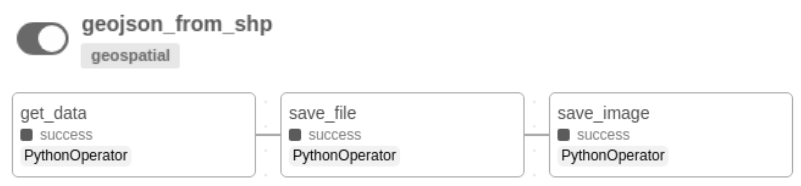 geojson_from_shp
geospatial
get_data
success
PythonOperator
save_file
success
PythonOperator
save_image
success
PythonOperator